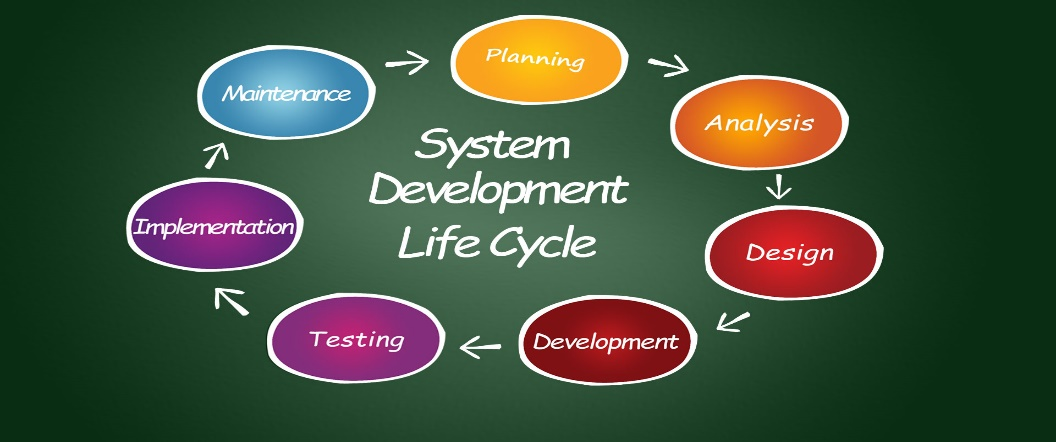 System
Development
Life Cycle
Planning
Analysis
Design
Development
Testing
Implementation
Maintenance